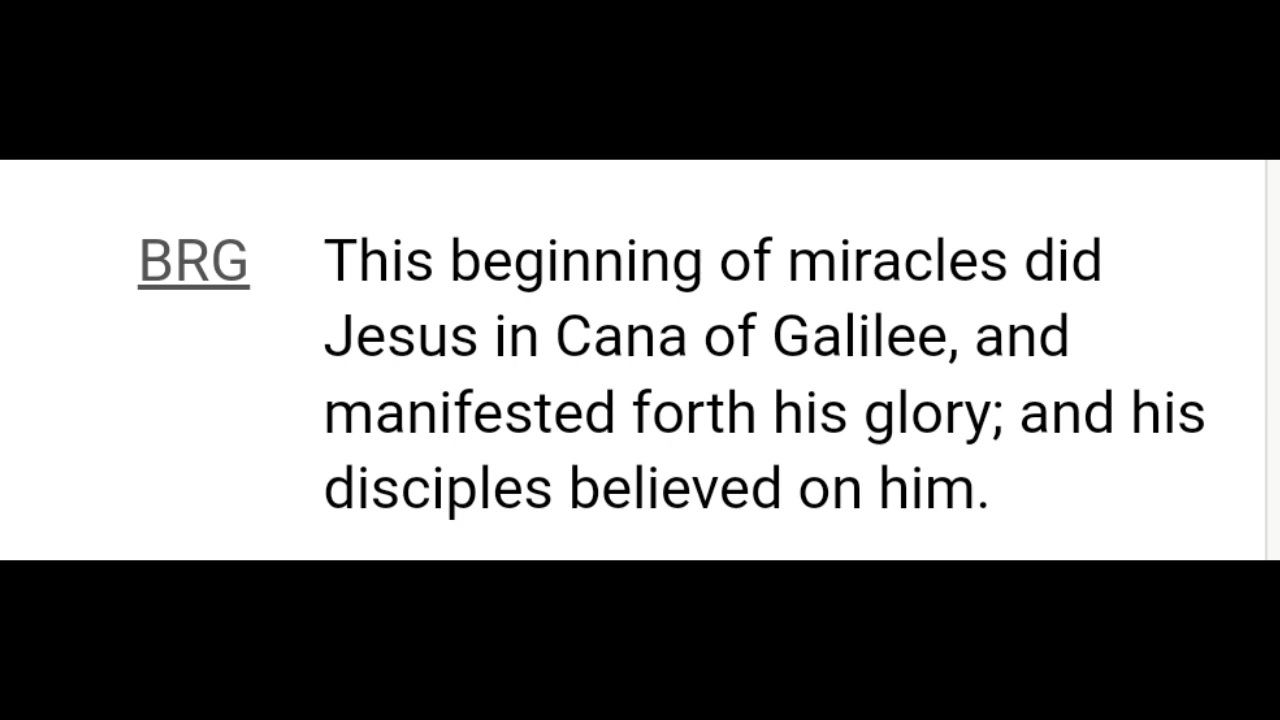 BRG This beginning of miracles did
Jesus in Cana of Galilee, and
manifested forth his glory; and his
disciples believed on him.